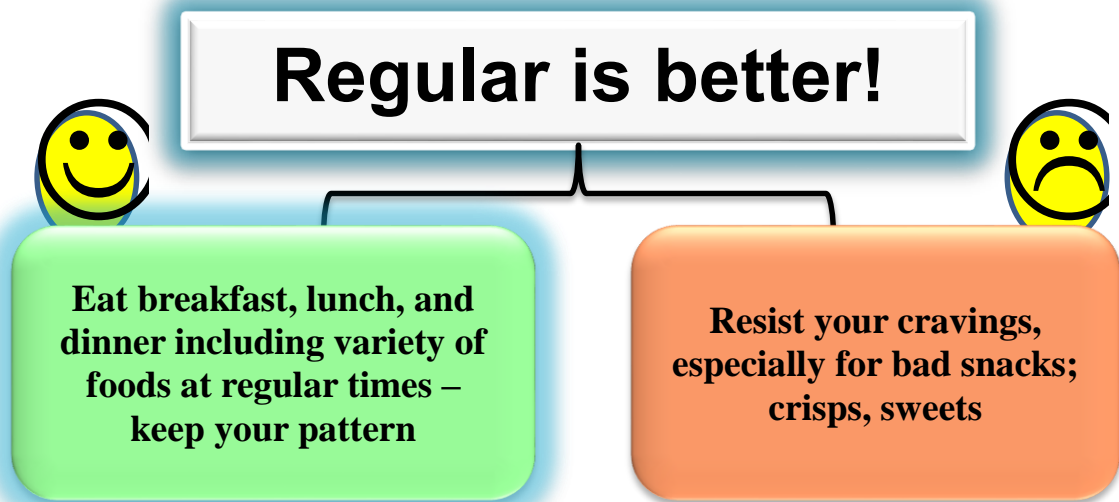 Regular is better!
Eat breakfast, lunch, and
dinner including variety of
foods at regular times –
keep your pattern
Resist your cravings,
especially for bad snacks;
crisps, sweets